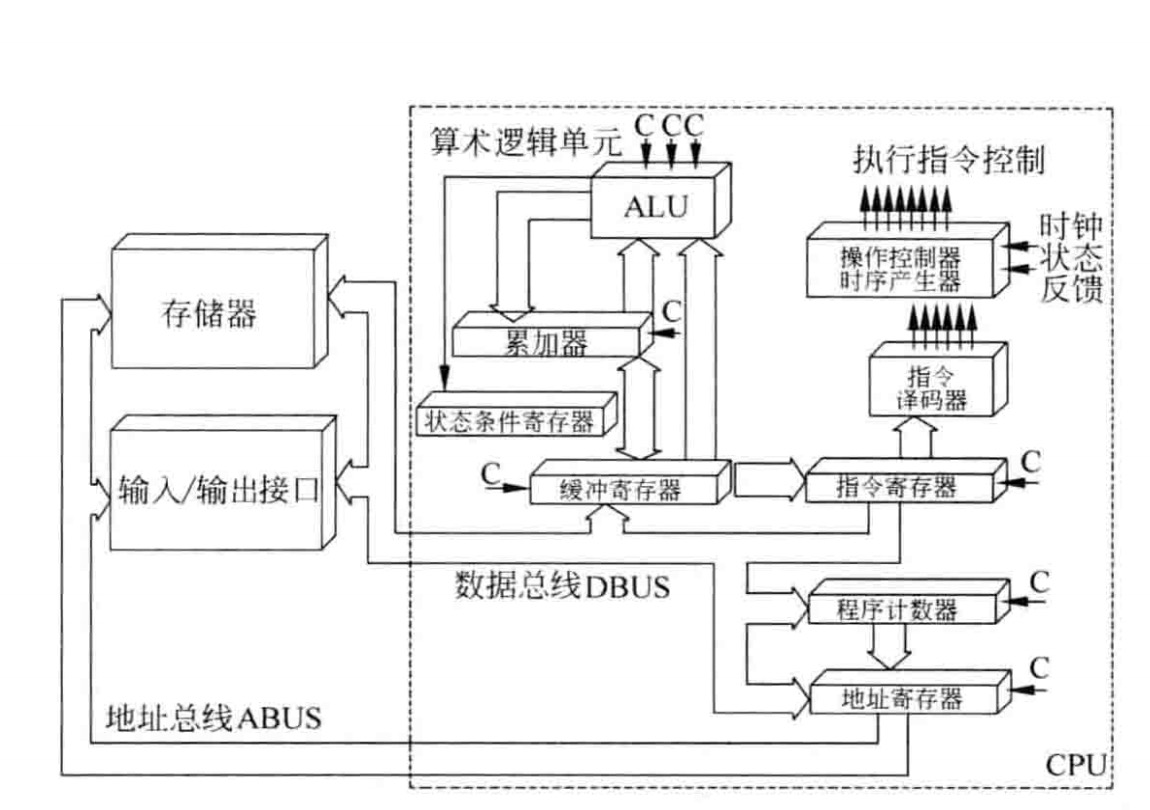 C CC
算术逻辑单元
ALU
执行指令控制
操作控制器
时序产生器
时钟
状态
反馈
存储器
累加器
C
指令
译码器
状态条件寄存器
输入/输出接口
C
缓冲寄存器
指令寄存器
C
数据总线DBUS
程序计数器
C
地址寄存器
C
地址总线ABUS
CPU